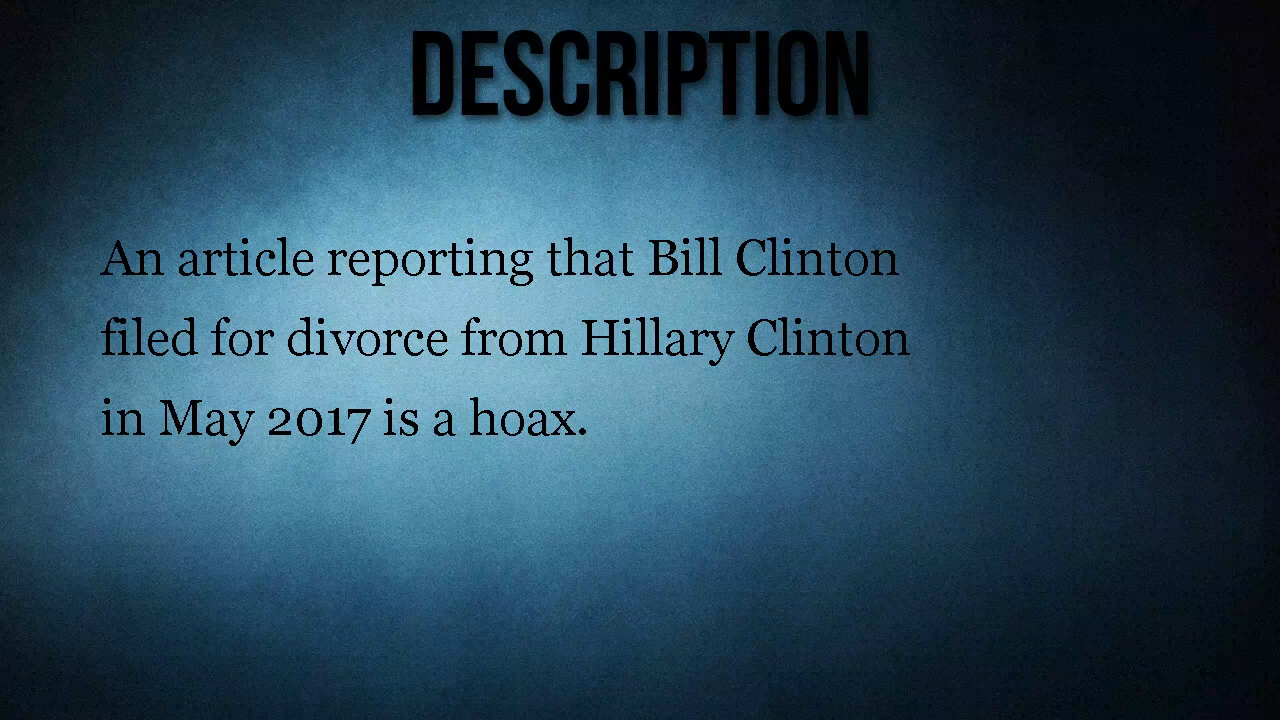 DESCRIPTION
An article reporting that Bill Clinton
filed for divorce from Hillary Clinton
in May 2017 is a hoax.